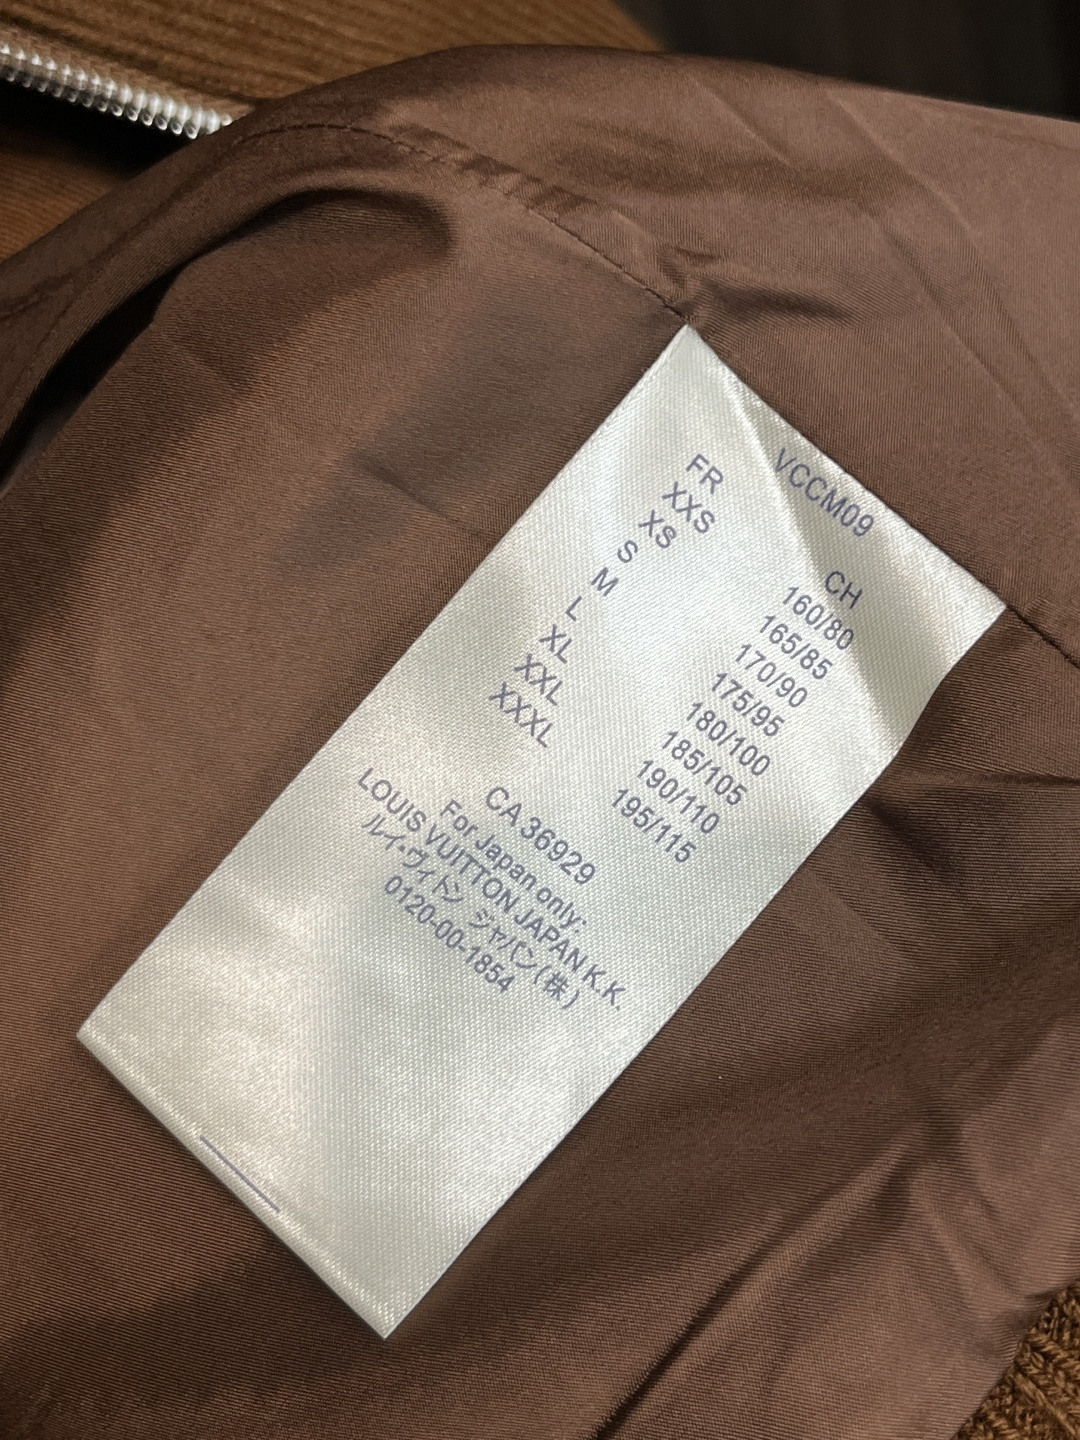 VCCM09
FR CH
XXS 160/80
XS 165/85
S 170/90
M 175/95
L 180/100
XL 185/105
XXL 190/110
XXXL 195/115
CA 36929
For Japan only:
LOUIS VUITTON JAPAN K.K.
ルイ・ヴィトン ジャパン(株)
0120-00-1854